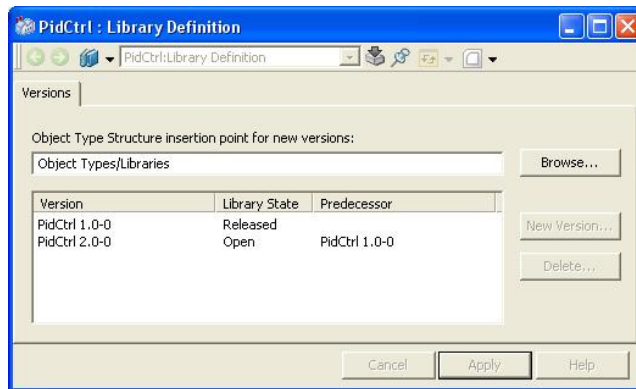 PidCtrl : Library Definition
PidCtrl:Library Definition
Versions
Object Type Structure insertion point for new versions:
Object Types/Libraries
Browse...
Version Library State Predecessor
PidCtrl 1.0-0 Released
PidCtrl 2.0-0 Open PidCtrl 1.0-0
New Version...
Delete...
Cancel Apply Help